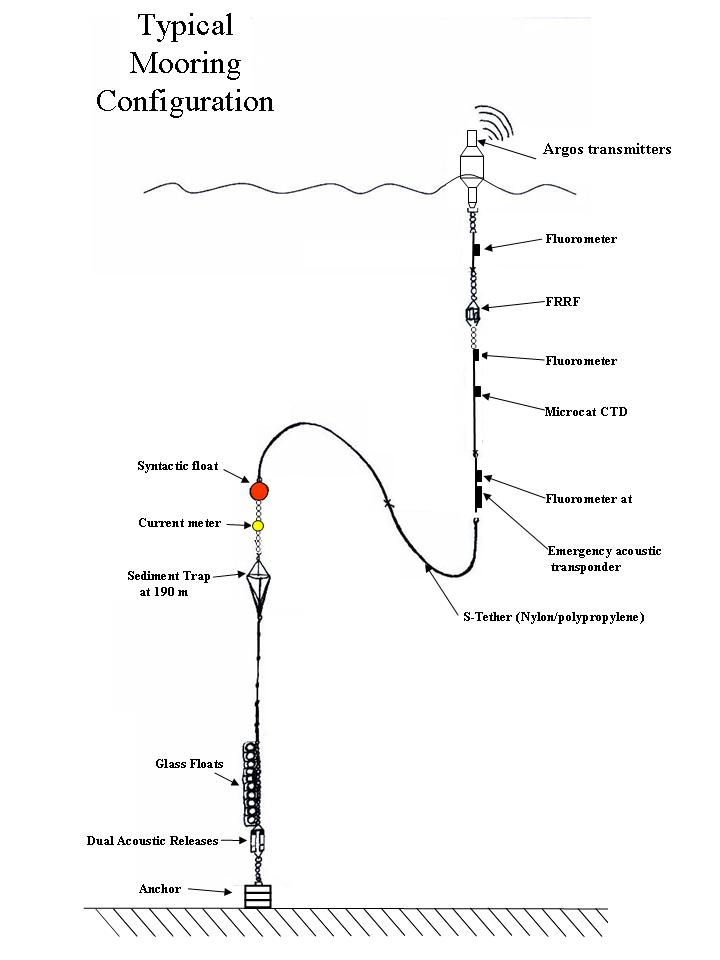 Typical
Mooring
Configuration
Argos transmitters
Fluorometer
FRRF
Fluorometer
Microcat CTD
Syntactic float
Fluorometer at
Current meter
Emergency acoustic
transponder
Sediment Trap
at 190 m
S-Tether (Nylon/polypropylene)
Glass Floats
Dual Acoustic Releases
Anchor